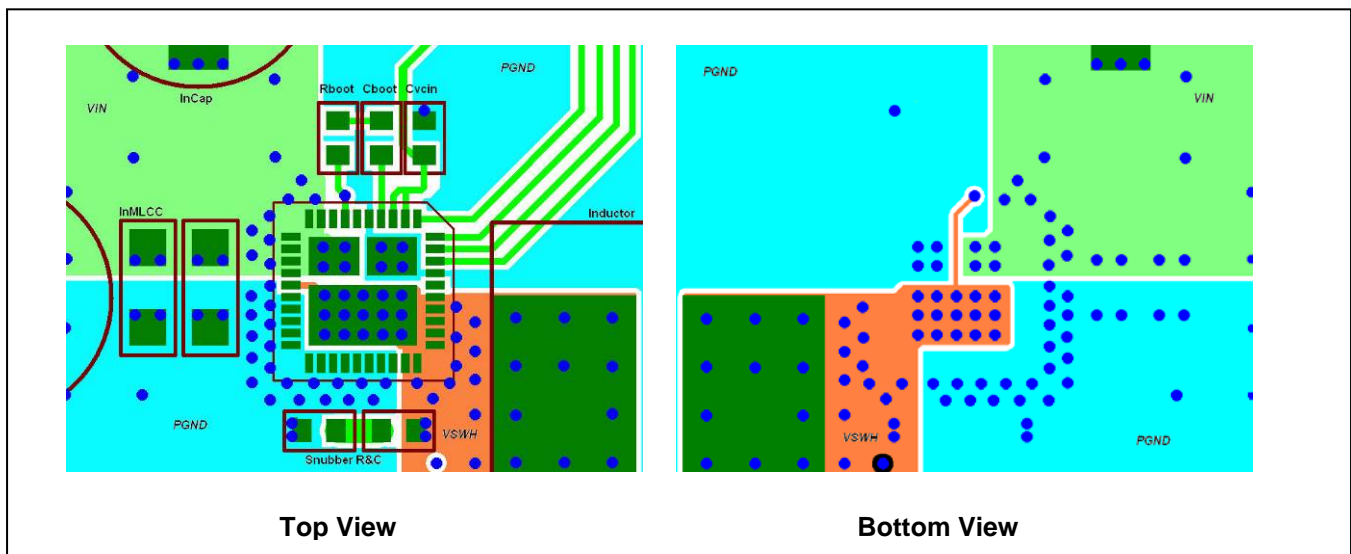 PGND
Rboot Cboot Cvcin
VIN
InCap
InMLCC
Inductor
PGND
VSWH
Snubber R&C
Top View
PGND
VIN
VSWH
PGND
Bottom View